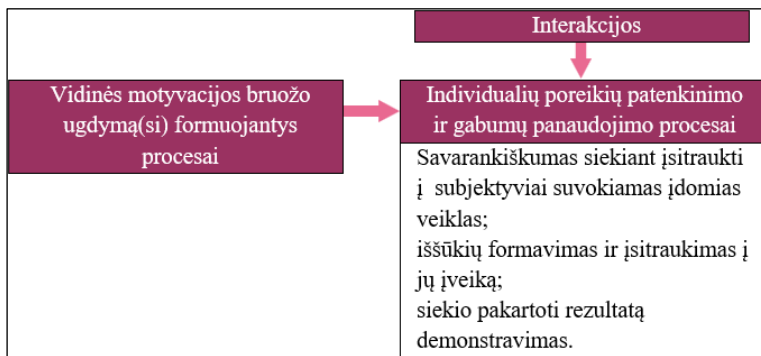 Interakcijos
Vidinės motyvacijos bruožo
ugdymą(si) formuojantys
procesai
Individualių poreikių patenkinimo
ir gabumų panaudojimo procesai
Savarankiškumas siekiant įsitraukti
į subjektyviai suvokiamas įdomias
veiklas;
iššūkių formavimas ir įsitraukimas į
jų įveiką;
siekio pakartoti rezultatą
demonstravimas.